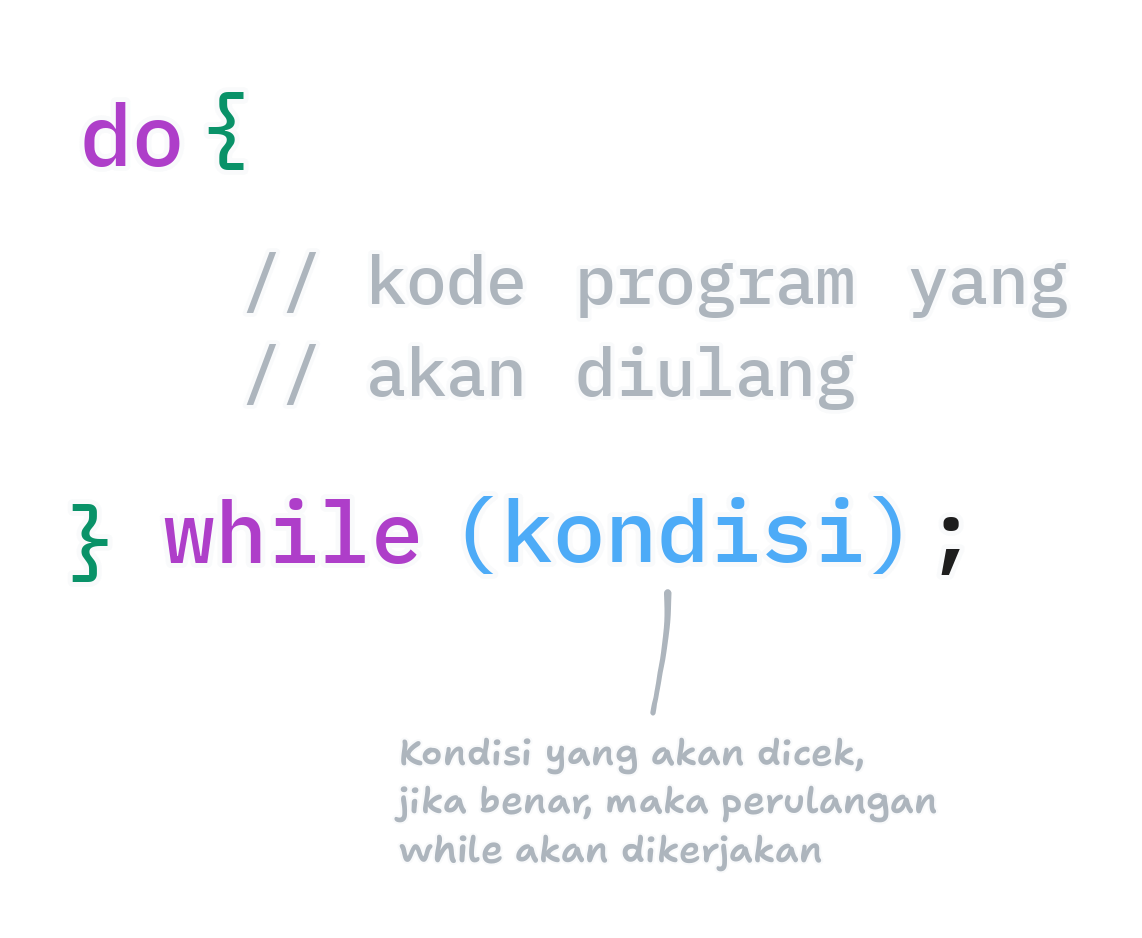 do {
// kode program yang
// akan diulang
} while (kondisi);
Kondisi yang akan dicek,
jika benar, maka perulangan
while akan dikerjakan